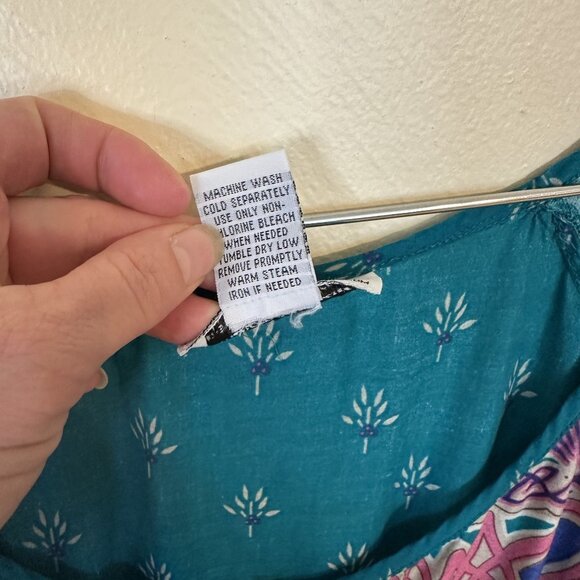 MACHINE WASH
COLD SEPARATELY
USE ONLY NON-
CHLORINE BLEACH
WHEN NEEDED
TUMBLE DRY LOW
REMOVE PROMPTLY
WARM STEAM
IRON IF NEEDED